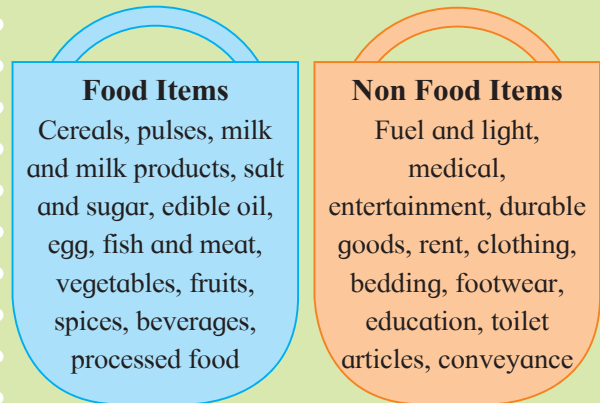 Food Items
Cereals, pulses, milk
and milk products, salt
and sugar, edible oil,
egg, fish and meat,
vegetables, fruits,
spices, beverages,
processed food
Non Food Items
Fuel and light,
medical,
entertainment, durable
goods, rent, clothing,
bedding, footwear,
education, toilet
articles, conveyance